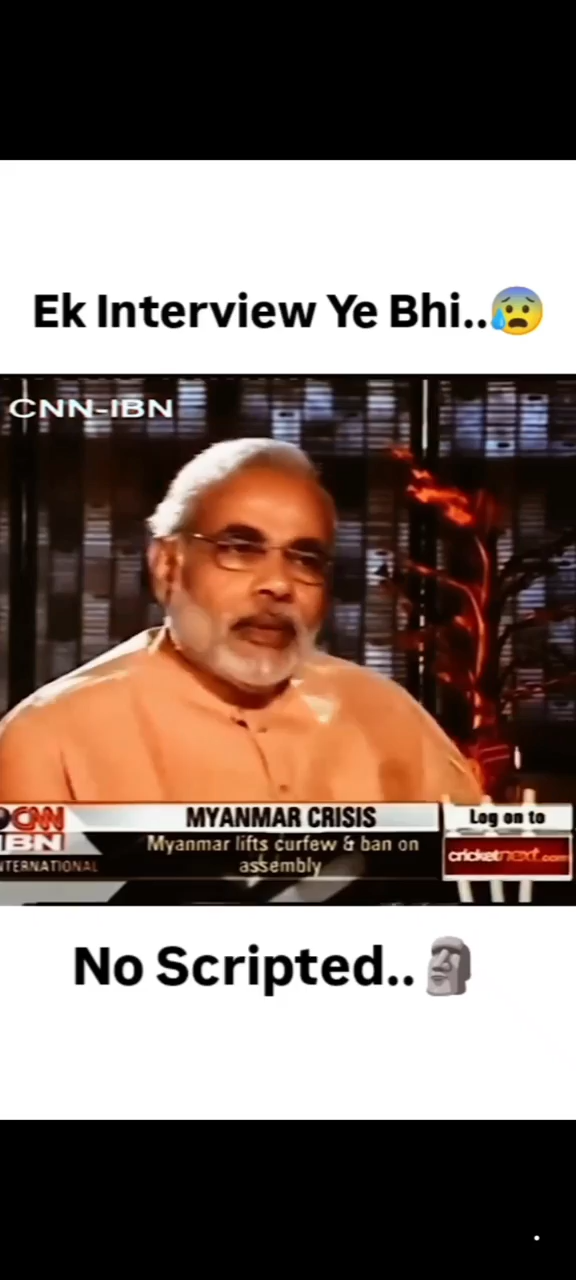 Ek Interview Ye Bhi..😰
CNN-IBN
CNN
IBN
NTERNATIONAL
MYANMAR CRISIS
Myanmar lifts curfew & ban on
assembly
Log on to
cricketnext.com
No Scripted..🗿